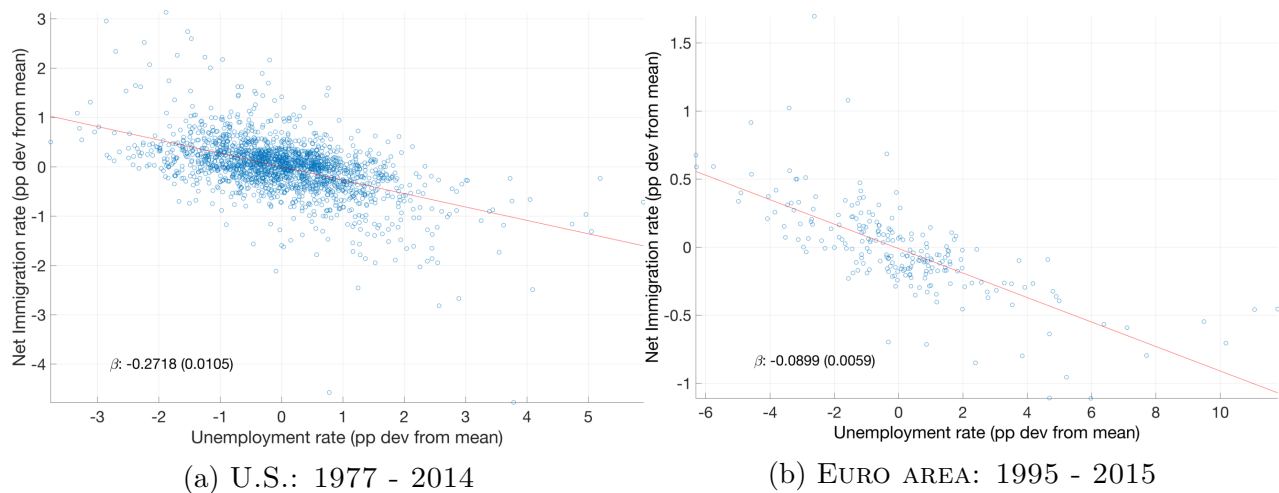 Net Immigration rate (pp dev from mean)
3
2
1
0
-1
-2
-3
-4
β: -0.2718 (0.0105)
-3 -2 -1 0 1 2 3 4 5
Unemployment rate (pp dev from mean)
(a) U.S.: 1977 - 2014
Net Immigration rate (pp dev from mean)
1.5
1
0.5
0
-0.5
-1
β: -0.0899 (0.0059)
-6 -4 -2 0 2 4 6 8 10
Unemployment rate (pp dev from mean)
(b) EURO AREA: 1995 - 2015